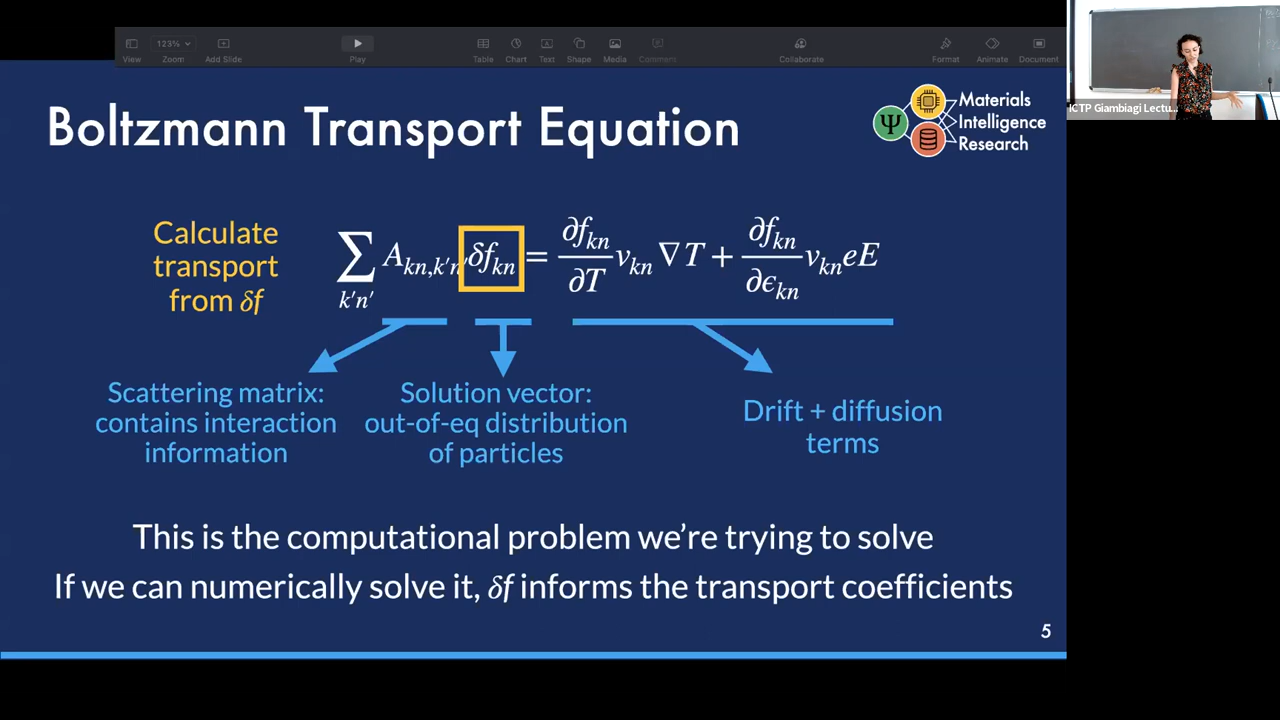 123%
View
Zoom
Add Slide
Play
Table
Chart
Text
Shape
Media
Comment
Collaborate
Format
Animate
Document
ICTP Giambiagi Lectu...
Boltzmann Transport Equation
Ψ
Materials
Intelligence
Research
Calculate
transport
from δf
∑_{k′n′} A_{kn,k′n′} δf_{kn} = ∂f_{kn}/∂T v_{kn} ∇T + ∂f_{kn}/∂ϵ_{kn} v_{kn} eE
Scattering matrix:
contains interaction
information
Solution vector:
out-of-eq distribution
of particles
Drift + diffusion
terms
This is the computational problem we're trying to solve
If we can numerically solve it, δf informs the transport coefficients
5